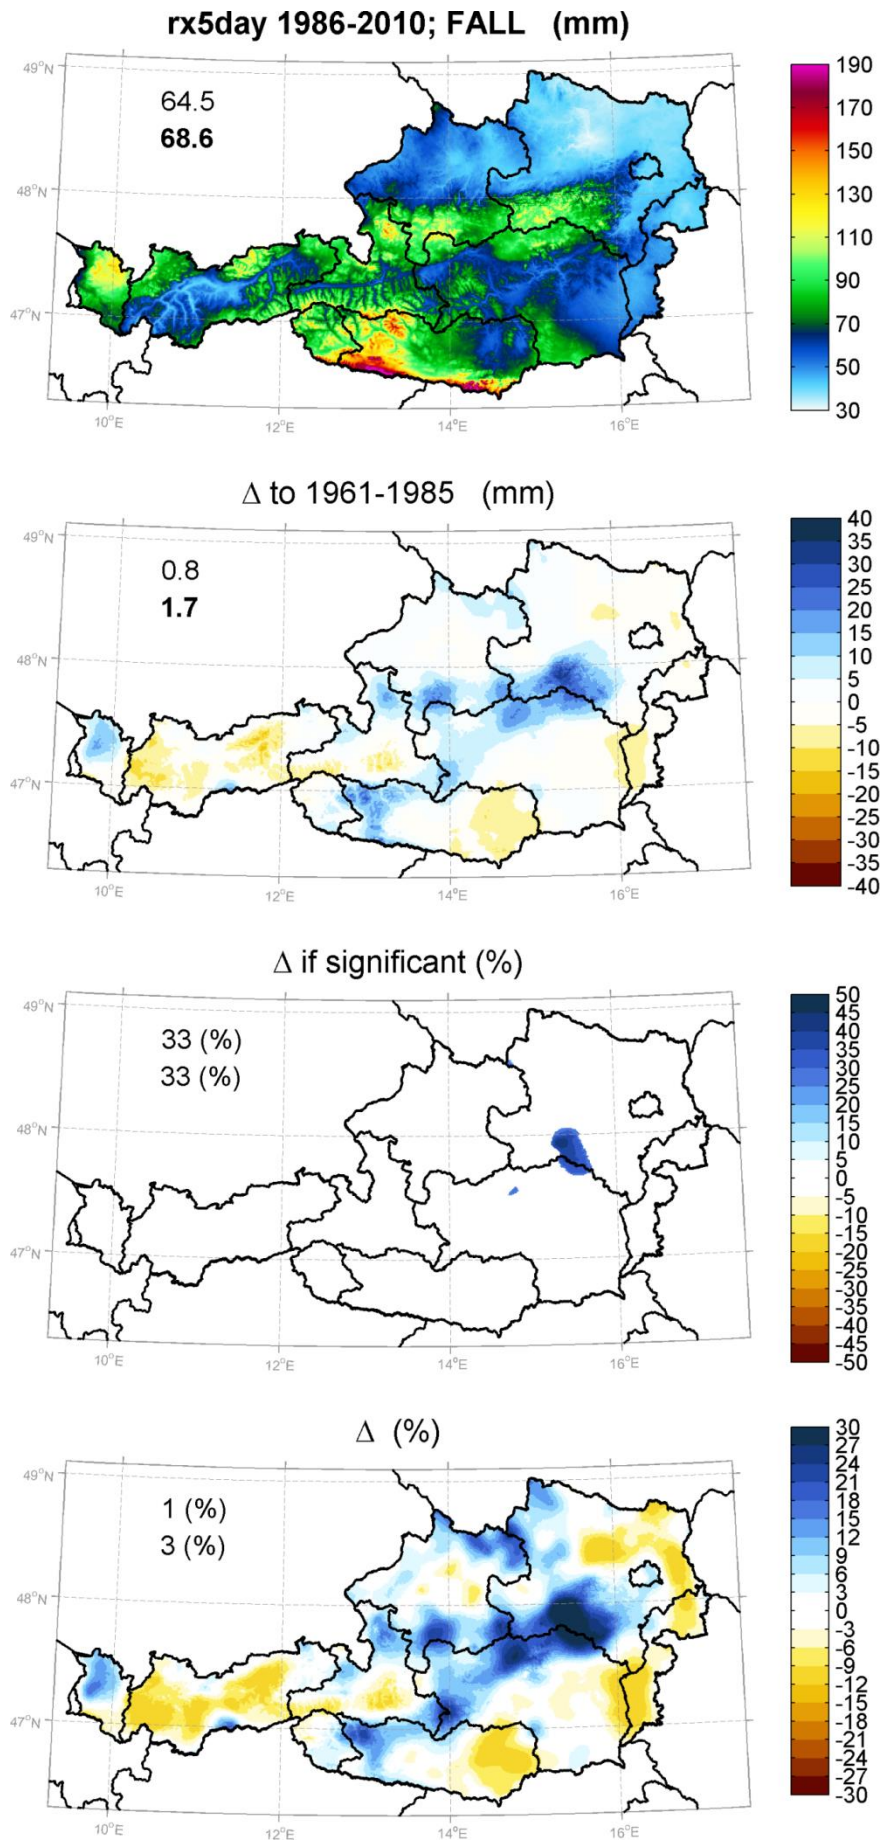 rx5day 1986-2010; FALL (mm)
64.5
68.6
49°N
48°N
47°N
10°E
12°E
14°E
16°E
190
170
150
130
110
90
70
50
30
Δ to 1961-1985 (mm)
0.8
1.7
49°N
48°N
47°N
10°E
12°E
14°E
16°E
40
35
30
25
20
15
10
5
0
-5
-10
-15
-20
-25
-30
-35
-40
Δ if significant (%)
33 (%)
33 (%)
49°N
48°N
47°N
10°E
12°E
14°E
16°E
50
45
40
35
30
25
20
15
10
5
0
-5
-10
-15
-20
-25
-30
-35
-40
-45
-50
Δ (%)
1 (%)
3 (%)
49°N
48°N
47°N
10°E
12°E
14°E
16°E
30
27
24
21
18
15
12
9
6
3
0
-3
-6
-9
-12
-15
-18
-21
-24
-27
-30